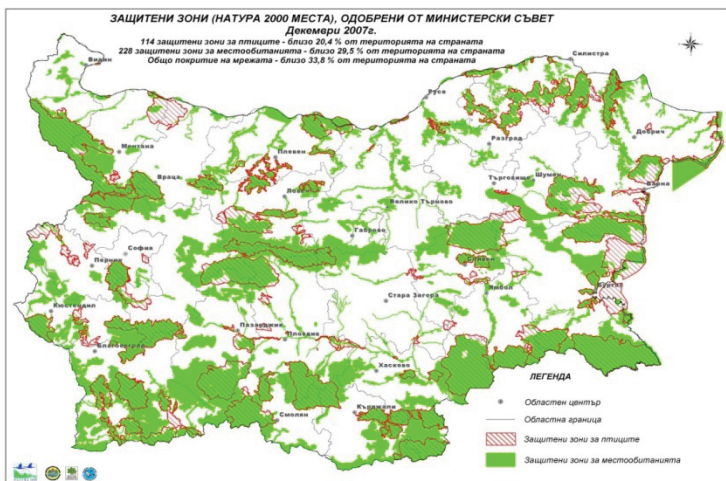 ЗАЩИТЕНИ ЗОНИ (НАТУРА 2000 МЕСТА), ОДОБРЕНИ ОТ МИНИСТЕРСКИ СЪВЕТ
Декември 2007г.
114 защитени зони за птиците - близо 20,4 % от територията на страната
228 защитени зони за местообитанията - близо 29,5 % от територията на страната
Общо покритие на мрежата - близо 33,8 % от територията на страната
Видин
Силистра
Русе
Добрич
Монтана
Плевен
Разград
Враца
Ловеч
Търговище
Шумен
Варна
Велико Търново
Габрово
София
Перник
Сливен
Бургас
Ямбол
Кюстендил
Стара Загора
Пазарджик
Пловдив
Благоевград
Хасково
Смолян
Кърджали
ЛЕГЕНДА
Областен център
Областна граница
Защитени зони за птиците
Защитени зони за местообитанията